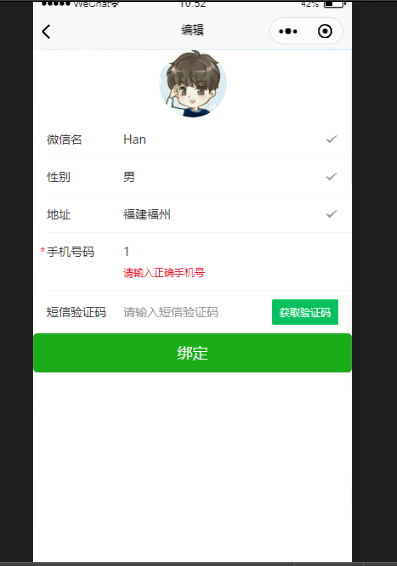 WeChat
10:52
42%
编辑
微信名 Han
性别 男
地址 福建福州
*手机号码 1
请输入正确手机号
短信验证码 请输入短信验证码 获取验证码
绑定